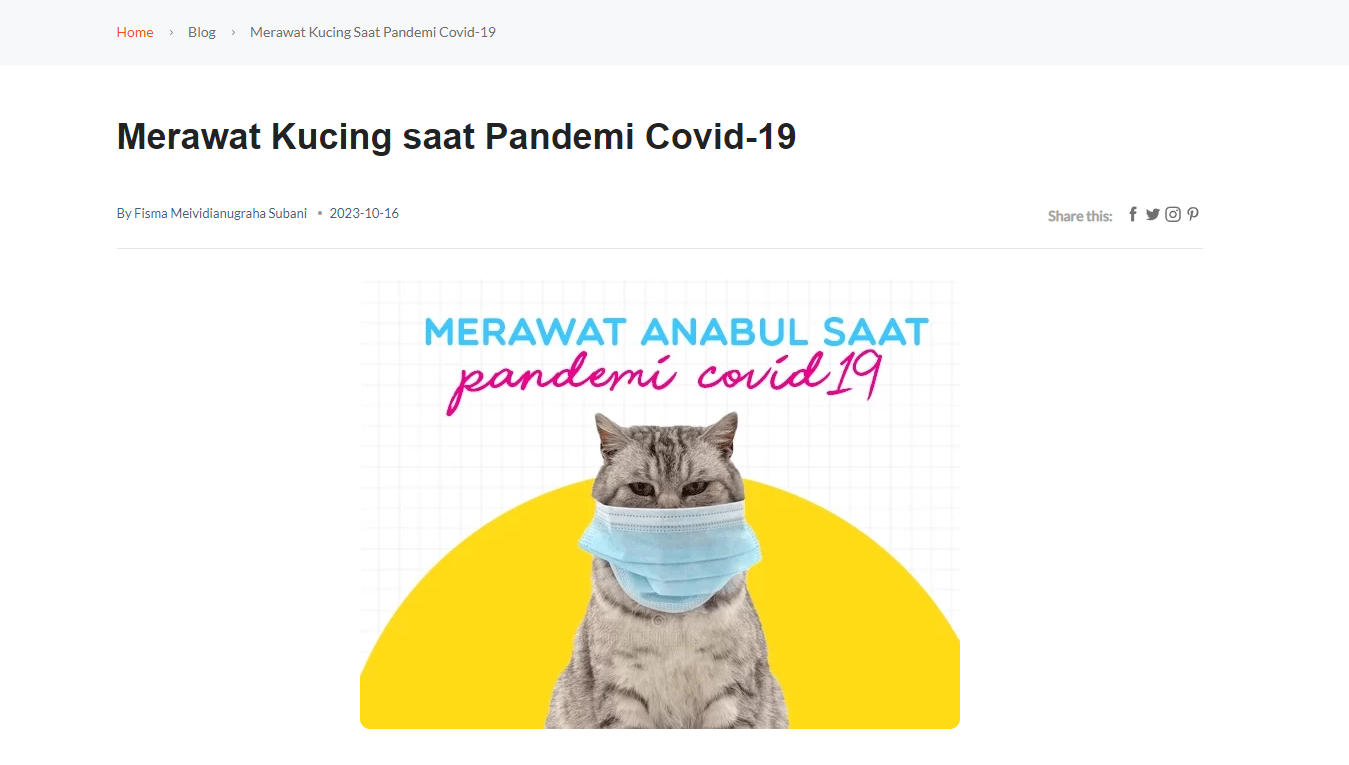 Home › Blog › Merawat Kucing Saat Pandemi Covid-19
Merawat Kucing saat Pandemi Covid-19
By Fisma Meividianugraha Subani • 2023-10-16
Share this:
MERAWAT ANABUL SAAT
pandemi covid19